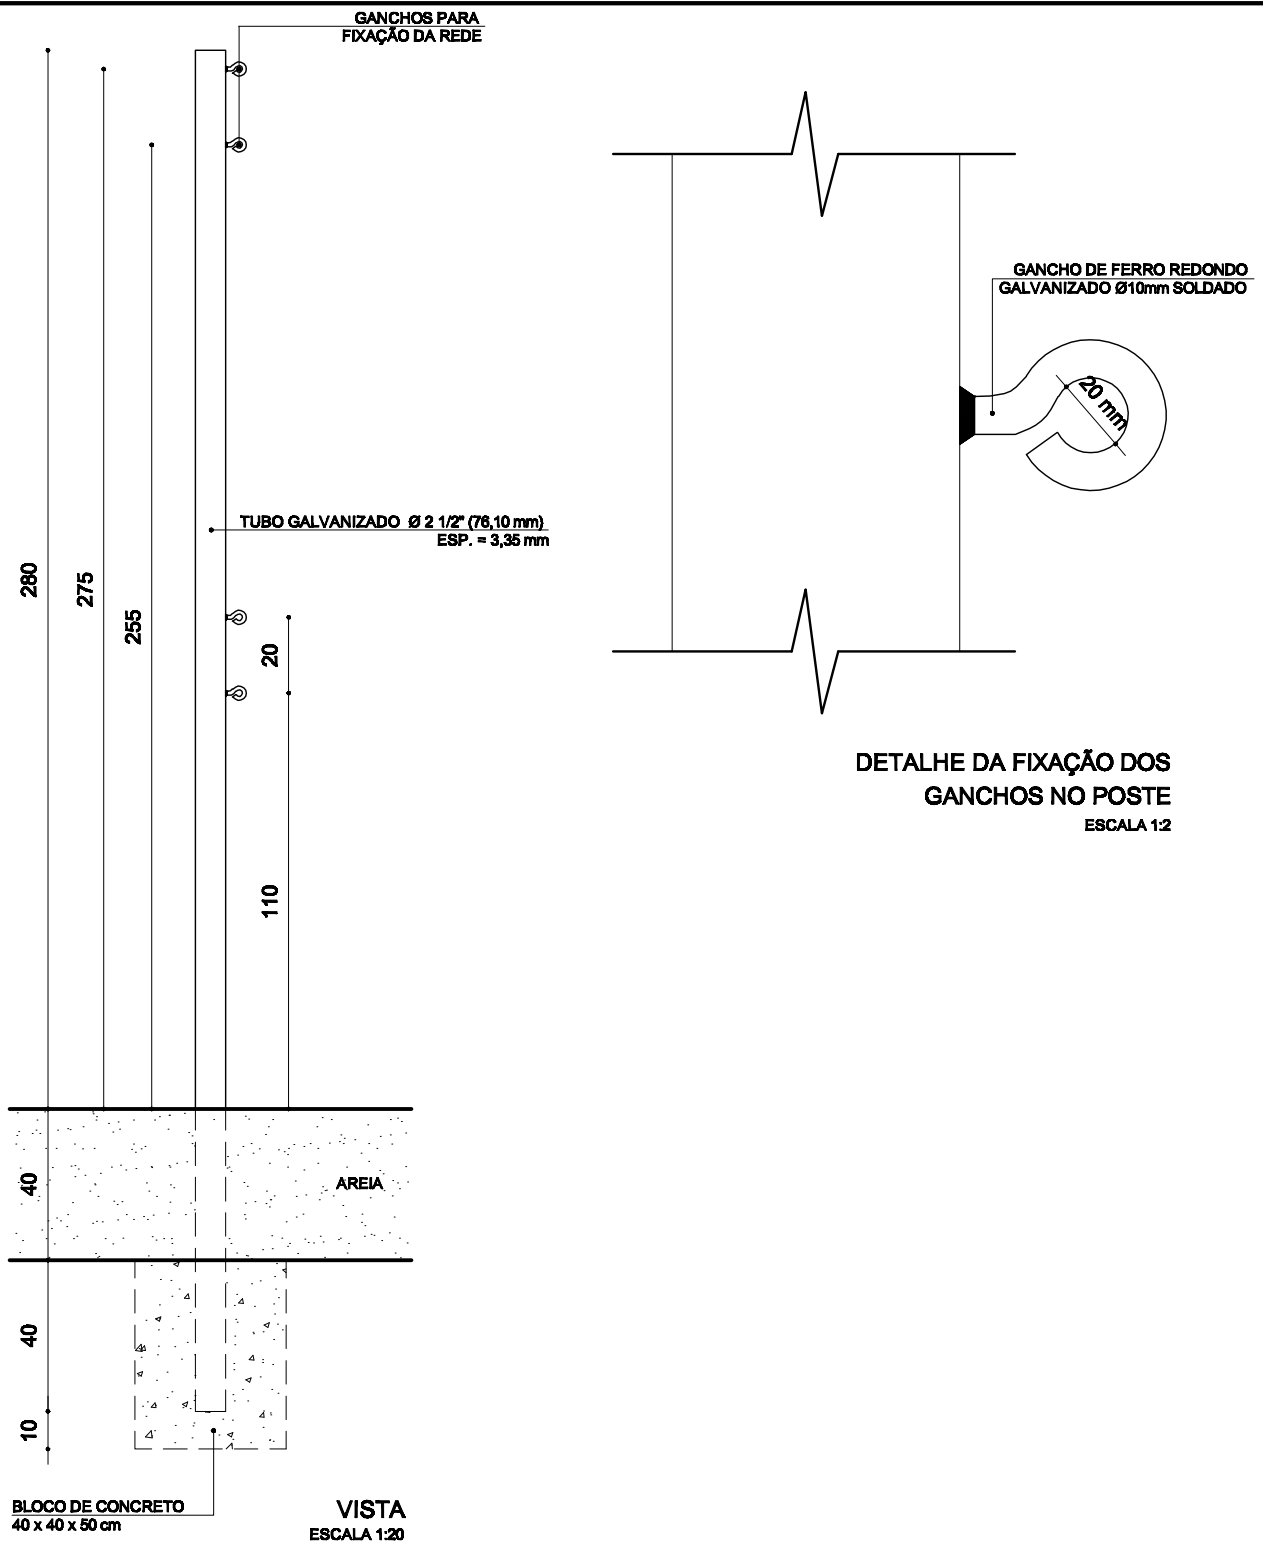 GANCHOS PARA
FIXAÇÃO DA REDE
GANCHO DE FERRO REDONDO
GALVANIZADO Ø10mm SOLDADO
20 mm
TUBO GALVANIZADO Ø 2 1/2" (76,10 mm)
ESP. = 3,35 mm
280
275
255
20
110
DETALHE DA FIXAÇÃO DOS
GANCHOS NO POSTE
ESCALA 1:2
40
AREIA
40
10
BLOCO DE CONCRETO
40 x 40 x 50 cm
VISTA
ESCALA 1:20